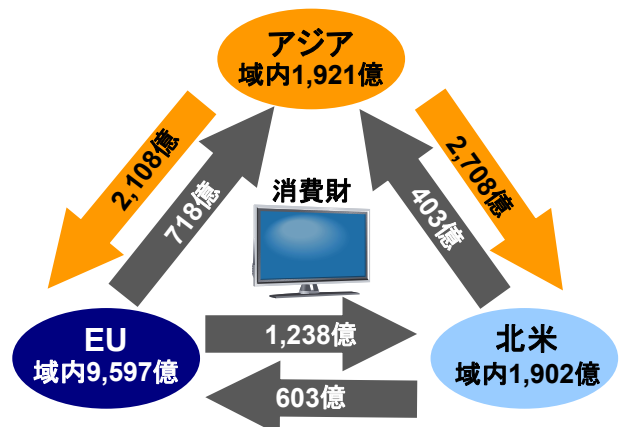 アジア
域内1,921億
2,108億
718億
消費財
403億
2,708億
EU
域内9,597億
1,238億
603億
北米
域内1,902億